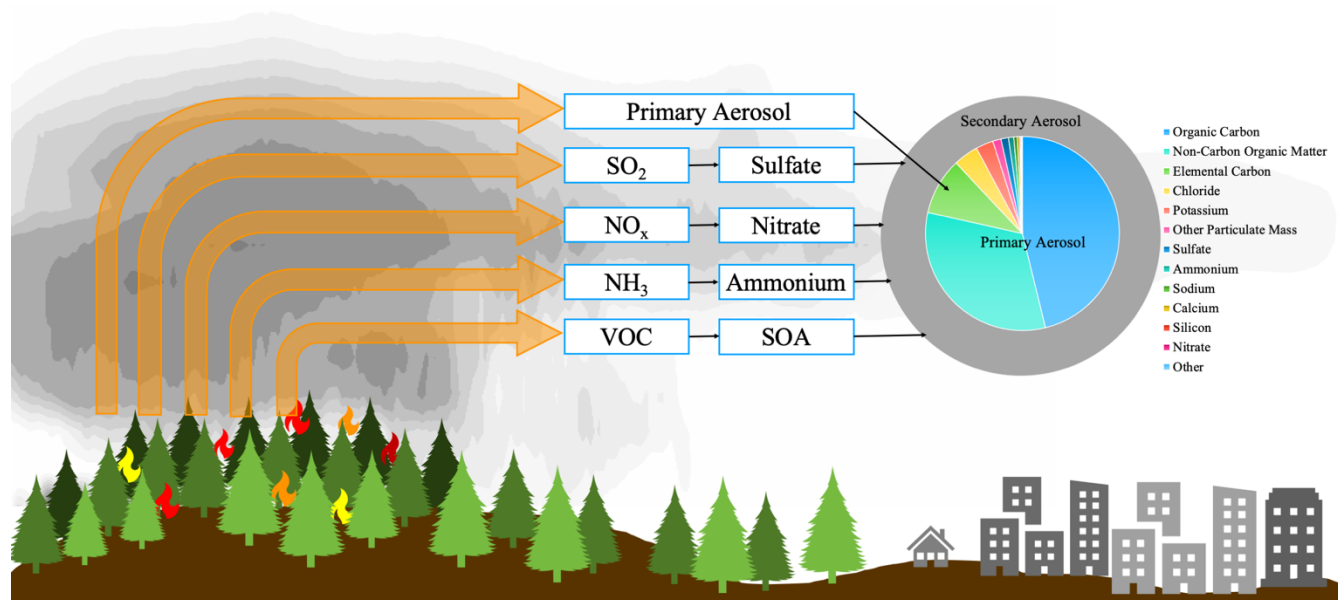 Primary Aerosol
SO₂
Sulfate
NOₓ
Nitrate
NH₃
Ammonium
VOC
SOA
Secondary Aerosol
Primary Aerosol
Organic Carbon
Non-Carbon Organic Matter
Elemental Carbon
Chloride
Potassium
Other Particulate Mass
Sulfate
Ammonium
Sodium
Calcium
Silicon
Nitrate
Other